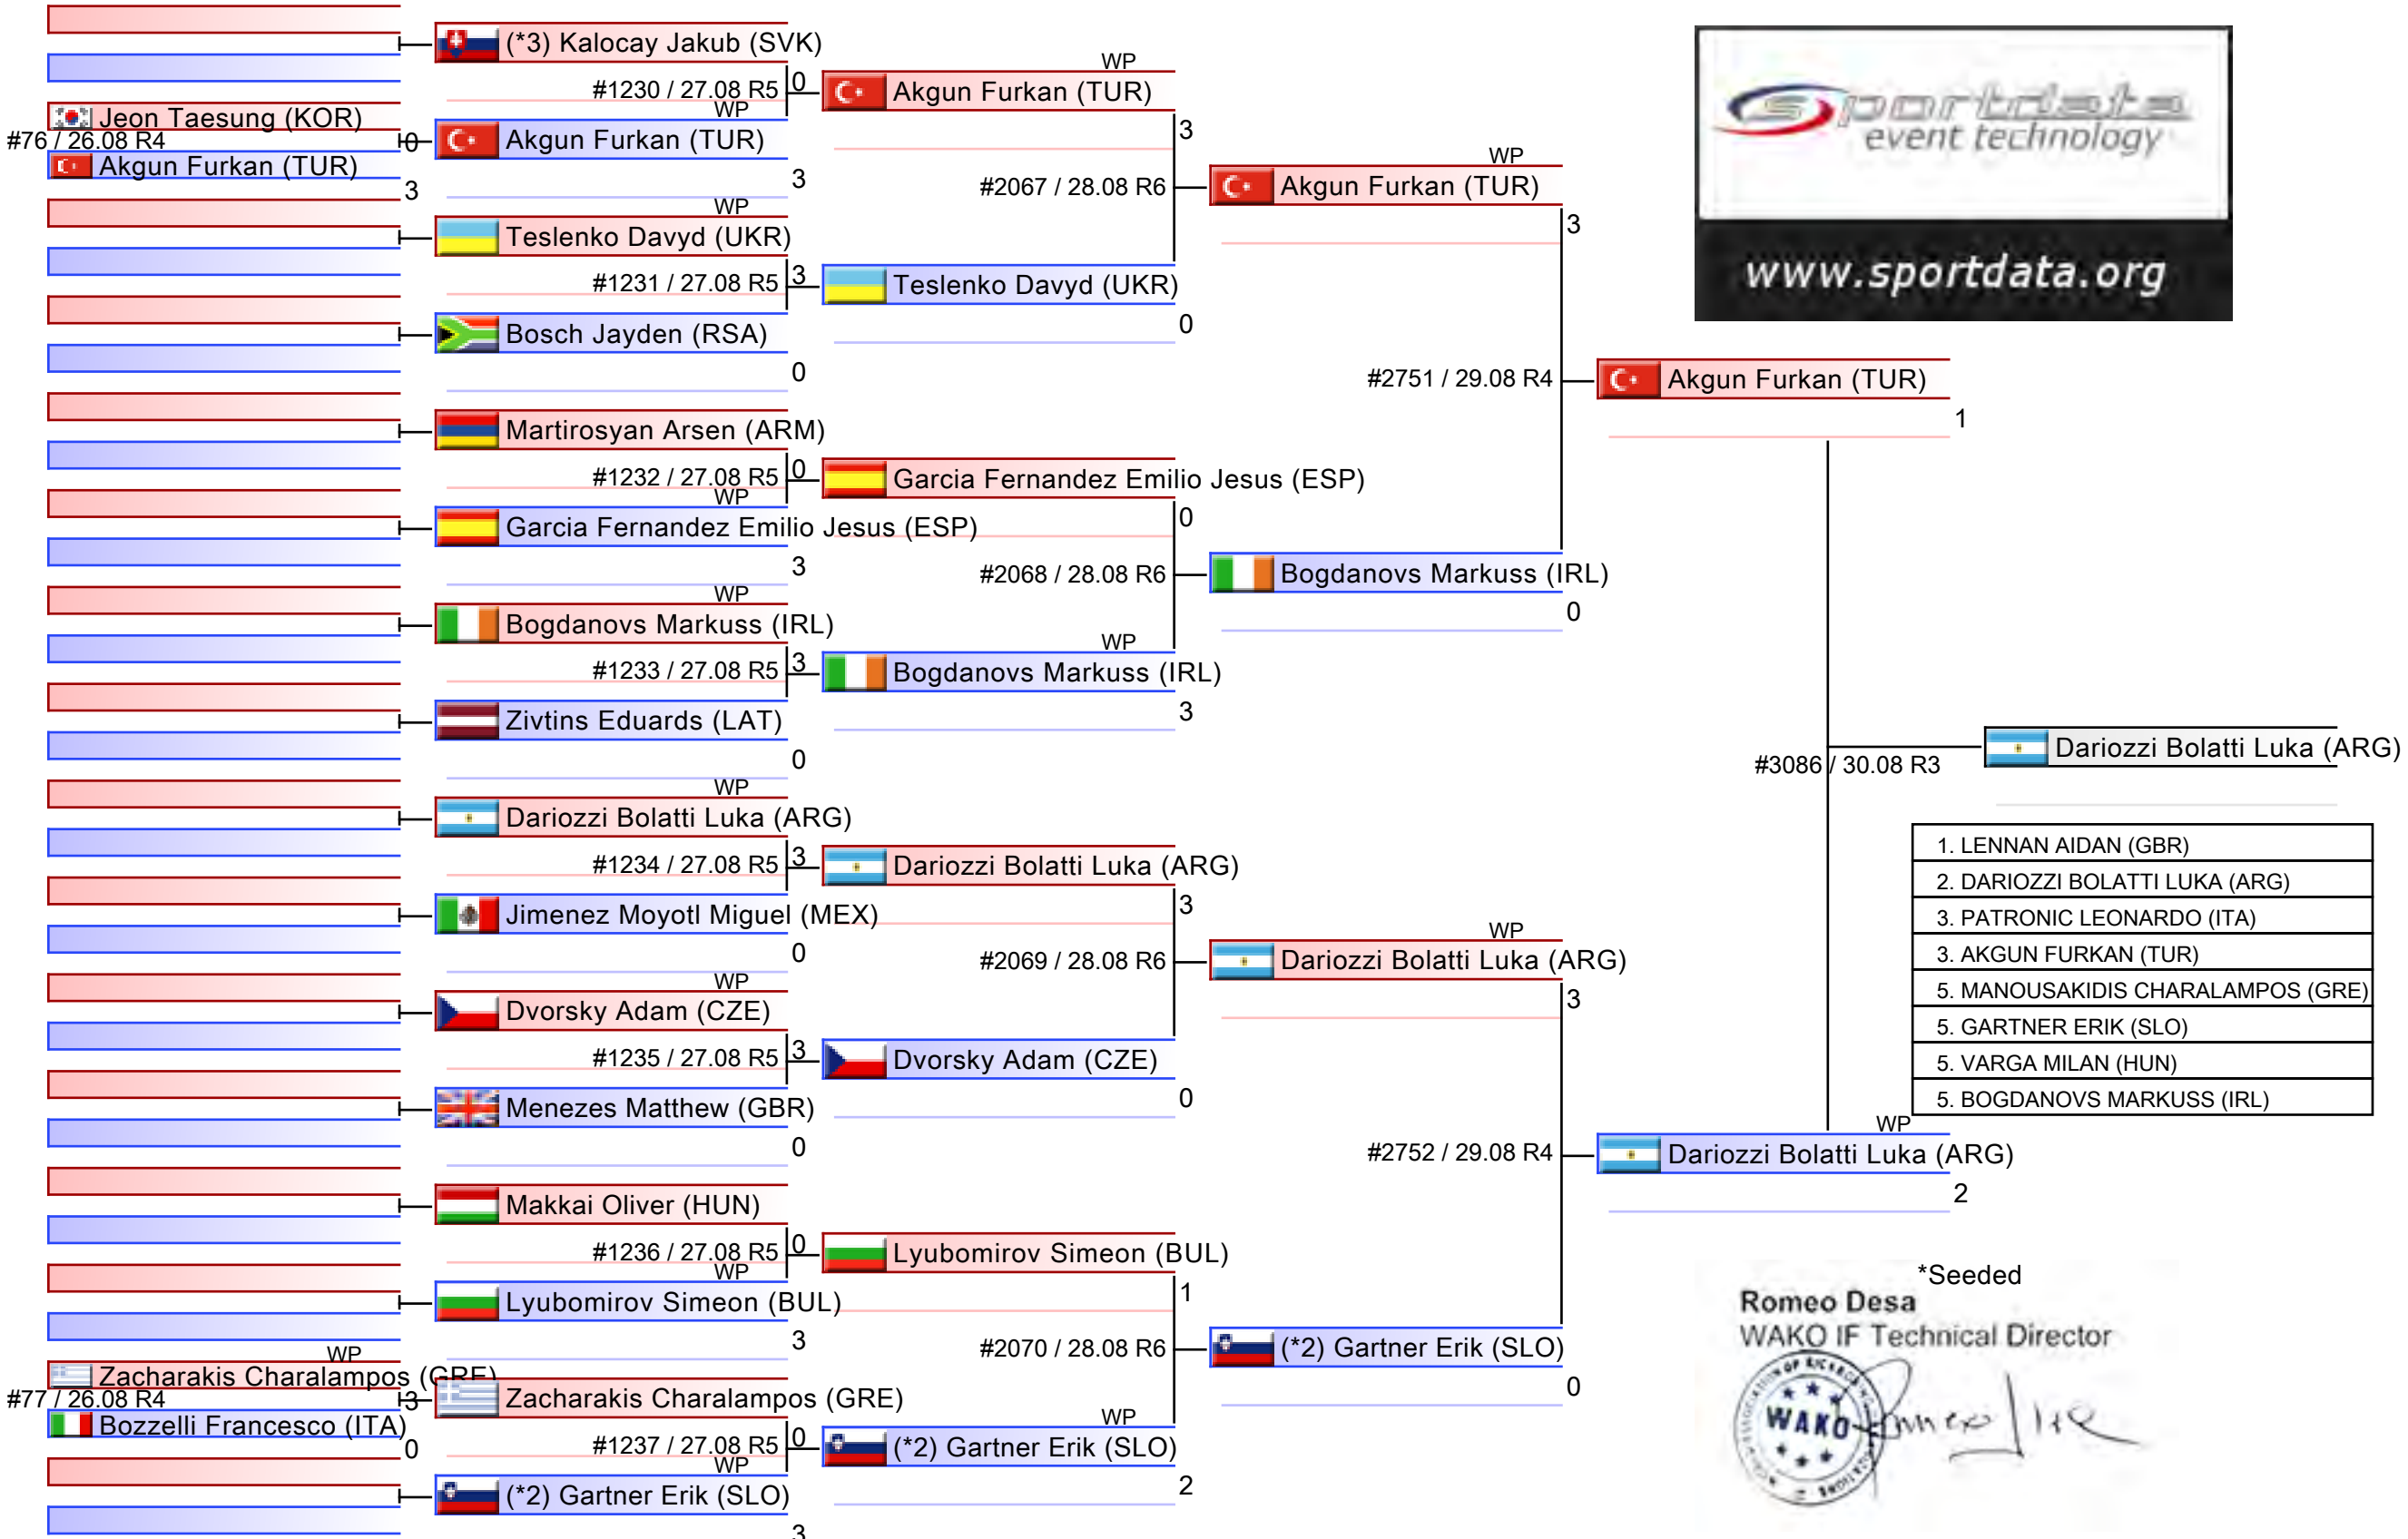 (*3) Kalocay Jakub (SVK)
#1230 / 27.08 R5
0
WP
Jeon Taesung (KOR)
#76 / 26.08 R4
0
Akgun Furkan (TUR)
3
Akgun Furkan (TUR)
3
WP
Teslenko Davyd (UKR)
#1231 / 27.08 R5
3
Bosch Jayden (RSA)
0
Martirosyan Arsen (ARM)
#1232 / 27.08 R5
0
WP
Garcia Fernandez Emilio Jesus (ESP)
3
WP
Bogdanovs Markuss (IRL)
#1233 / 27.08 R5
3
Zivtins Eduards (LAT)
0
WP
Dariozzi Bolatti Luka (ARG)
#1234 / 27.08 R5
3
Jimenez Moyotl Miguel (MEX)
0
WP
Dvorsky Adam (CZE)
#1235 / 27.08 R5
3
Menezes Matthew (GBR)
0
Makkai Oliver (HUN)
#1236 / 27.08 R5
0
WP
Lyubomirov Simeon (BUL)
3
WP
Zacharakis Charalampos (GRE)
#77 / 26.08 R4
3
Bozzelli Francesco (ITA)
0
Zacharakis Charalampos (GRE)
#1237 / 27.08 R5
0
WP
(*2) Gartner Erik (SLO)
3
WP
Akgun Furkan (TUR)
3
#2067 / 28.08 R6
Teslenko Davyd (UKR)
0
Garcia Fernandez Emilio Jesus (ESP)
0
#2068 / 28.08 R6
WP
Bogdanovs Markuss (IRL)
3
Dariozzi Bolatti Luka (ARG)
3
#2069 / 28.08 R6
Dvorsky Adam (CZE)
0
Lyubomirov Simeon (BUL)
1
#2070 / 28.08 R6
WP
(*2) Gartner Erik (SLO)
2
WP
Akgun Furkan (TUR)
3
#2751 / 29.08 R4
Bogdanovs Markuss (IRL)
0
WP
Dariozzi Bolatti Luka (ARG)
3
#2752 / 29.08 R4
(*2) Gartner Erik (SLO)
0
Akgun Furkan (TUR)
1
#3086 / 30.08 R3
WP
Dariozzi Bolatti Luka (ARG)
2
Dariozzi Bolatti Luka (ARG)
sportdata
event technology
www.sportdata.org
1. LENNAN AIDAN (GBR)
2. DARIOZZI BOLATTI LUKA (ARG)
3. PATRONIC LEONARDO (ITA)
3. AKGUN FURKAN (TUR)
5. MANOUSAKIDIS CHARALAMPOS (GRE)
5. GARTNER ERIK (SLO)
5. VARGA MILAN (HUN)
5. BOGDANOVS MARKUSS (IRL)
*Seeded
Romeo Desa
WAKO IF Technical Director
WAKO